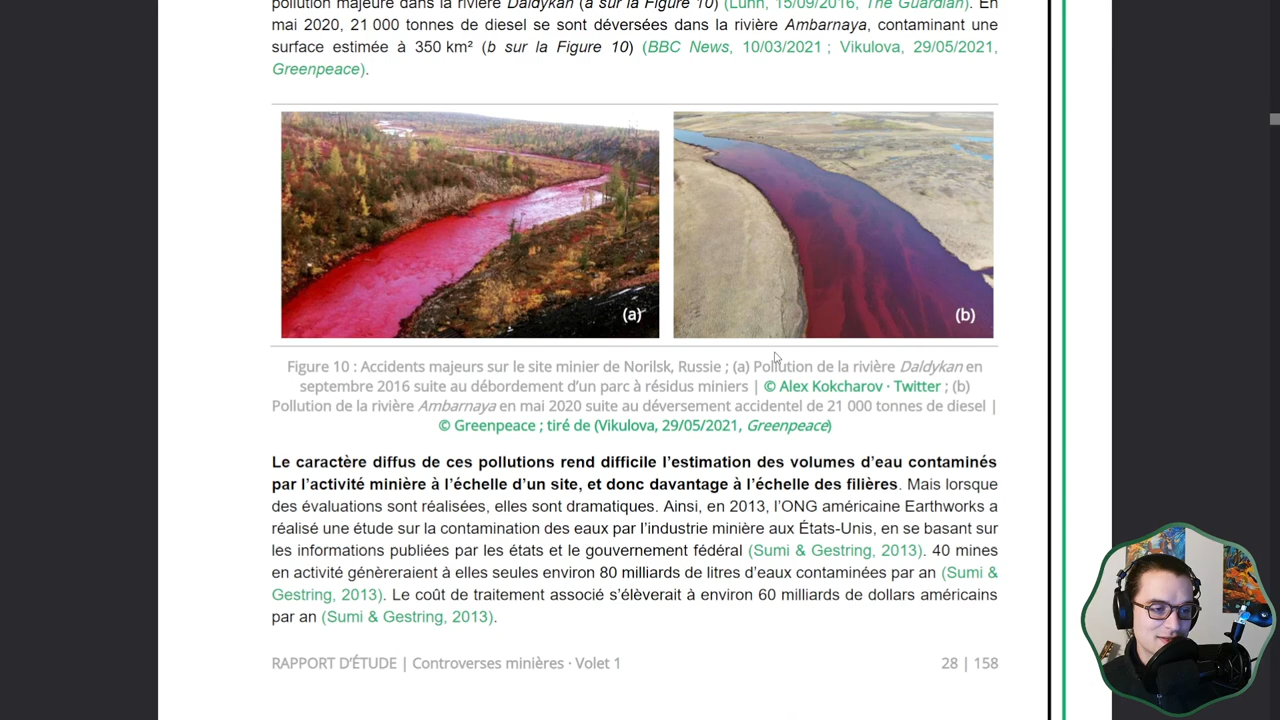 pollution majeure dans la rivière Daldykan (a sur la Figure 10) (Lunn, 15/09/2016, The Guardian). En
mai 2020, 21 000 tonnes de diesel se sont déversées dans la rivière Ambarnaya, contaminant une
surface estimée à 350 km² (b sur la Figure 10) (BBC News, 10/03/2021 ; Vikulova, 29/05/2021,
Greenpeace).
(a)
(b)
Figure 10 : Accidents majeurs sur le site minier de Norilsk, Russie ; (a) Pollution de la rivière Daldykan en
septembre 2016 suite au débordement d'un parc à résidus miniers | © Alex Kokcharov · Twitter ; (b)
Pollution de la rivière Ambarnaya en mai 2020 suite au déversement accidentel de 21 000 tonnes de diesel |
© Greenpeace ; tiré de (Vikulova, 29/05/2021, Greenpeace)
Le caractère diffus de ces pollutions rend difficile l'estimation des volumes d'eau contaminés
par l'activité minière à l'échelle d'un site, et donc davantage à l'échelle des filières. Mais lorsque
des évaluations sont réalisées, elles sont dramatiques. Ainsi, en 2013, l'ONG américaine Earthworks a
réalisé une étude sur la contamination des eaux par l'industrie minière aux États-Unis, en se basant sur
les informations publiées par les états et le gouvernement fédéral (Sumi & Gestring, 2013). 40 mines
en activité génèreraient à elles seules environ 80 milliards de litres d'eaux contaminées par an (Sumi &
Gestring, 2013). Le coût de traitement associé s'élèverait à environ 60 milliards de dollars américains
par an (Sumi & Gestring, 2013).
RAPPORT D'ÉTUDE | Controverses minières · Volet 1
28 | 158